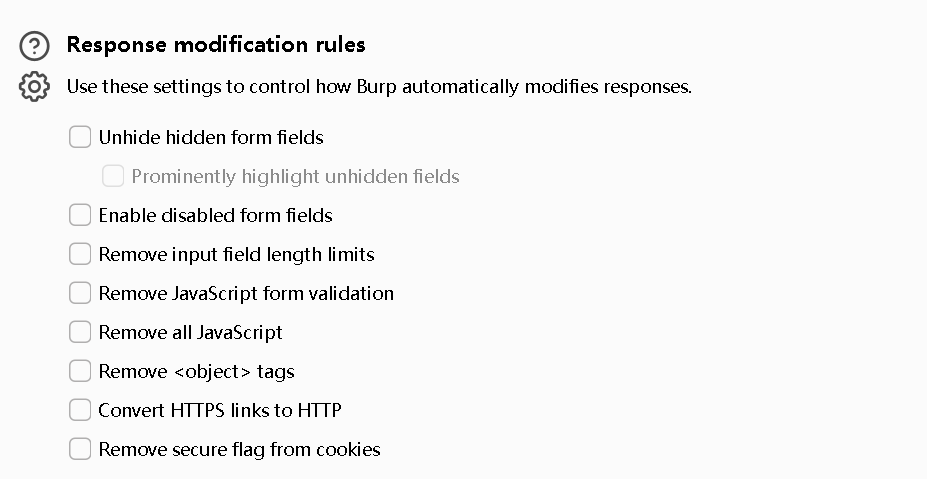 Response modification rules
Use these settings to control how Burp automatically modifies responses.
Unhide hidden form fields
Prominently highlight unhidden fields
Enable disabled form fields
Remove input field length limits
Remove JavaScript form validation
Remove all JavaScript
Remove <object> tags
Convert HTTPS links to HTTP
Remove secure flag from cookies